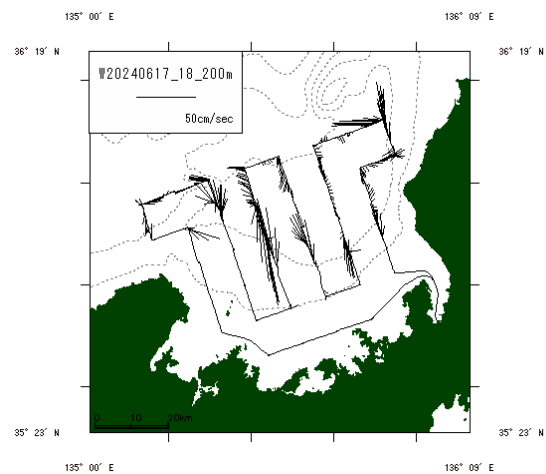 135° 00′ E 136° 09′ E
36° 19′ N 36° 19′ N
W20240617_18_200m
50cm/sec
0 10 20km
35° 23′ N 35° 23′ N
135° 00′ E 136° 09′ E